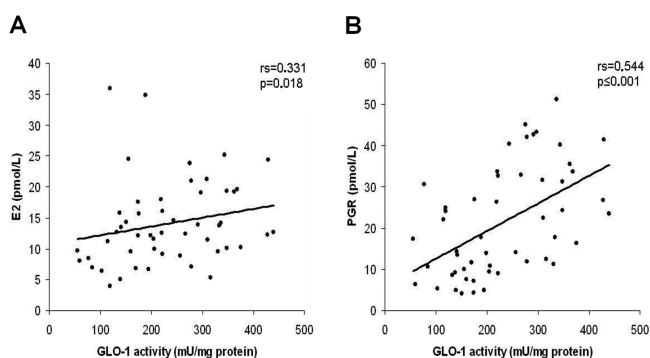 A
rs=0.331
p=0.018
E2 (pmol/L)
40
35
30
25
20
15
10
5
0
0 100 200 300 400 500
GLO-1 activity (mU/mg protein)
B
rs=0.544
p≤0.001
PGR (pmol/L)
60
50
40
30
20
10
0
0 100 200 300 400 500
GLO-1 activity (mU/mg protein)